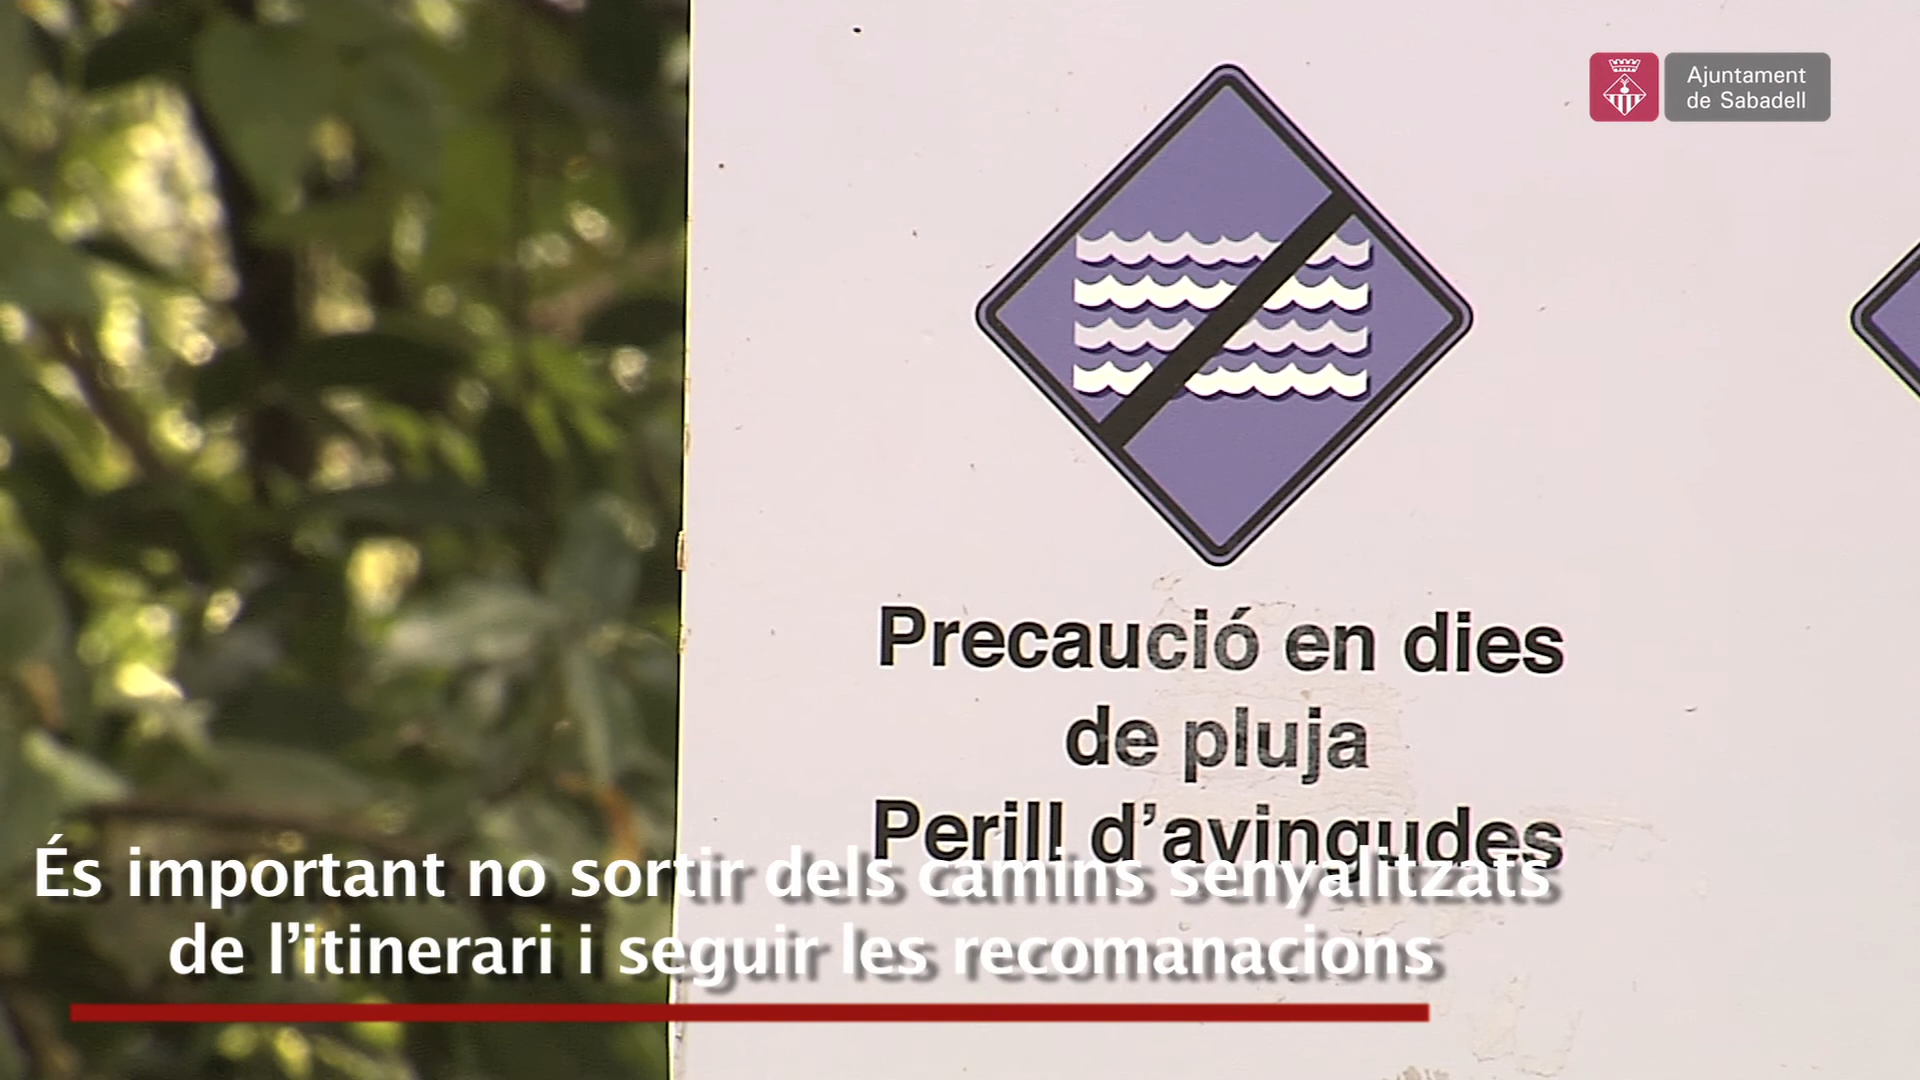 Ajuntament
de Sabadell
Precaució en dies
de pluja
Perill d'avingudes
És important no sortir dels camins senyalitzats
de l'itinerari i seguir les recomanacions